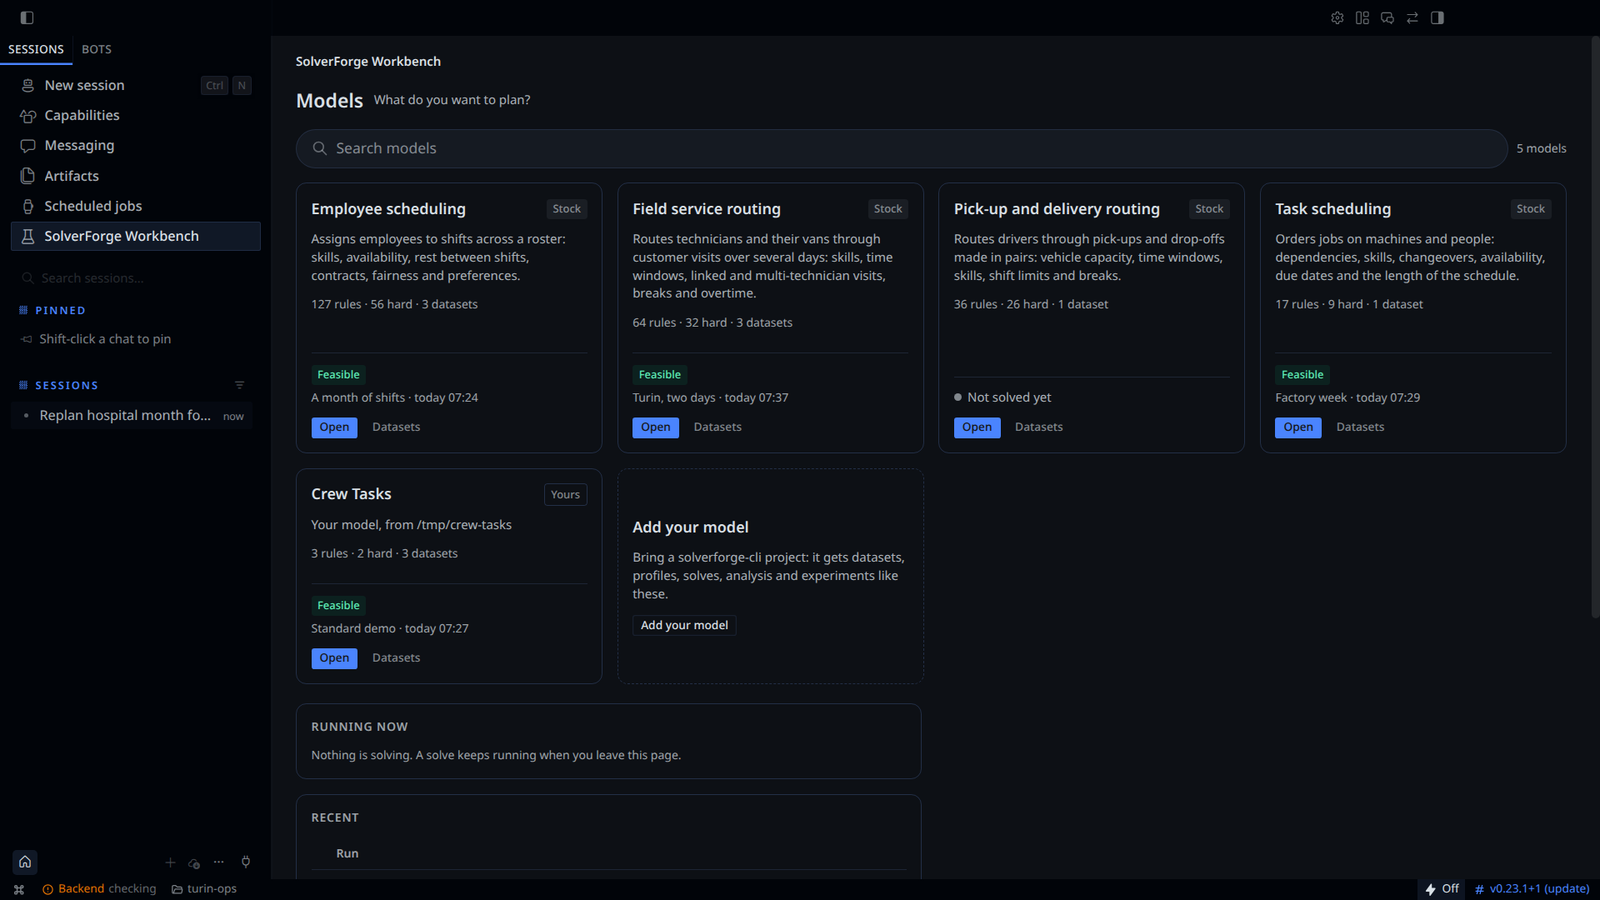 SESSIONS
BOTS
New session
Ctrl
N
Capabilities
Messaging
Artifacts
Scheduled jobs
SolverForge Workbench
Search sessions...
PINNED
Shift-click a chat to pin
SESSIONS
Replan hospital month fo...
now
SolverForge Workbench
Models
What do you want to plan?
Search models
5 models
Employee scheduling
Stock
Assigns employees to shifts across a roster:
skills, availability, rest between shifts,
contracts, fairness and preferences.
127 rules · 56 hard · 3 datasets
Feasible
A month of shifts · today 07:24
Open
Datasets
Field service routing
Stock
Routes technicians and their vans through
customer visits over several days: skills, time
windows, linked and multi-technician visits,
breaks and overtime.
64 rules · 32 hard · 3 datasets
Feasible
Turin, two days · today 07:37
Open
Datasets
Pick-up and delivery routing
Stock
Routes drivers through pick-ups and drop-offs
made in pairs: vehicle capacity, time windows,
skills, shift limits and breaks.
36 rules · 26 hard · 1 dataset
Not solved yet
Open
Datasets
Task scheduling
Stock
Orders jobs on machines and people:
dependencies, skills, changeovers, availability,
due dates and the length of the schedule.
17 rules · 9 hard · 1 dataset
Feasible
Factory week · today 07:29
Open
Datasets
Crew Tasks
Yours
Your model, from /tmp/crew-tasks
3 rules · 2 hard · 3 datasets
Feasible
Standard demo · today 07:27
Open
Datasets
Add your model
Bring a solverforge-cli project: it gets datasets,
profiles, solves, analysis and experiments like
these.
Add your model
RUNNING NOW
Nothing is solving. A solve keeps running when you leave this page.
RECENT
Run
Backend checking
turin-ops
Off
v0.23.1+1 (update)